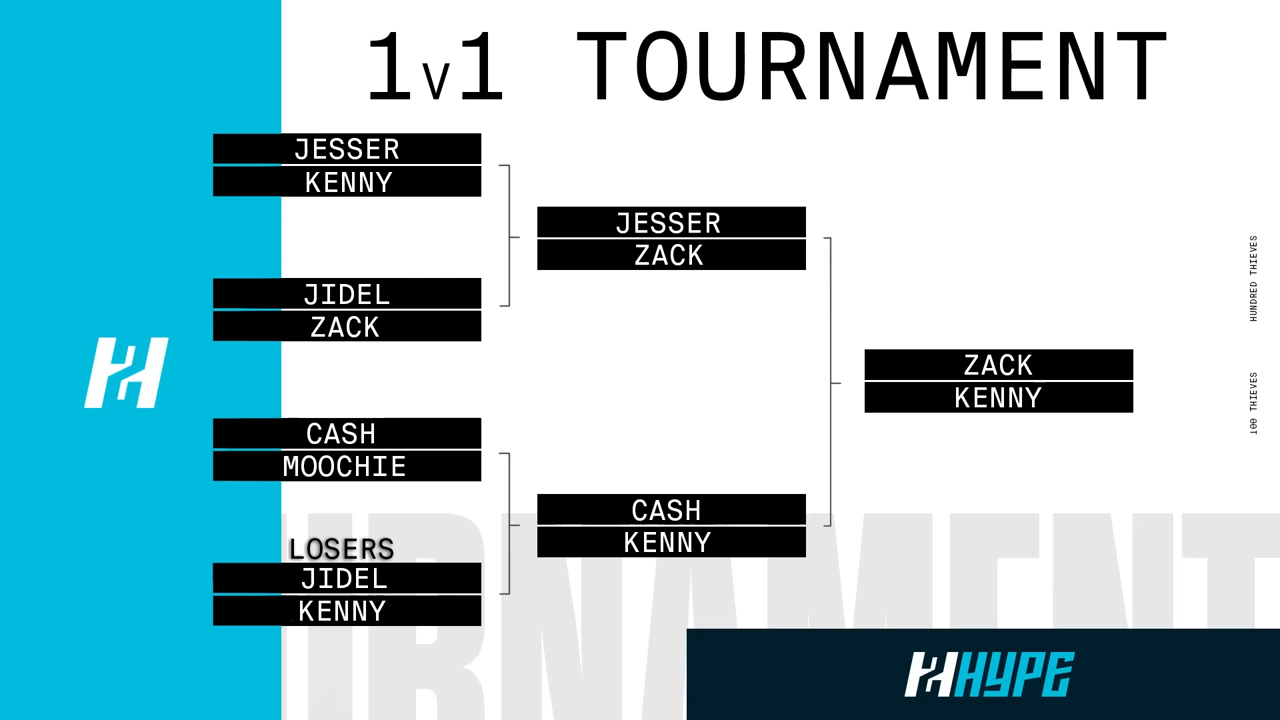 1v1 TOURNAMENT
JESSER
KENNY
JIDEL
ZACK
CASH
MOOCHIE
LOSERS
JIDEL
KENNY
JESSER
ZACK
CASH
KENNY
ZACK
KENNY
HUNDRED THIEVES
100 THIEVES
URNAMENT
HYPE